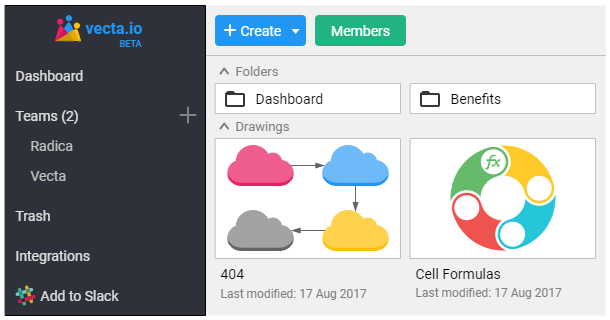 vecta.io
BETA
Dashboard
Teams (2)
Radica
Vecta
Trash
Integrations
Add to Slack
Create
Members
Folders
Dashboard
Benefits
Drawings
fx
404
Last modified: 17 Aug 2017
Cell Formulas
Last modified: 17 Aug 2017